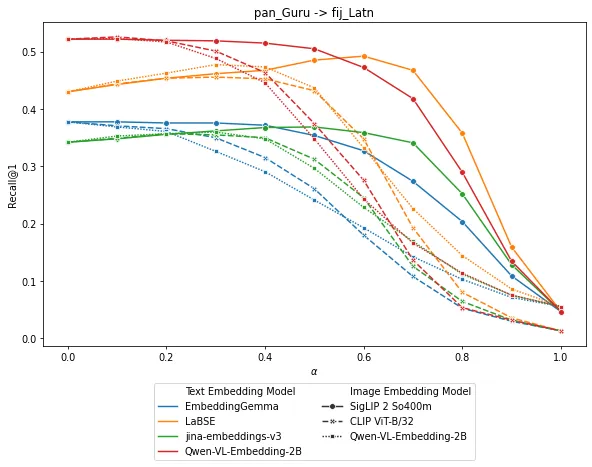 pan_Guru -> fij_Latn
Recall@1
0.5
0.4
0.3
0.2
0.1
0.0
0.0 0.2 0.4 0.6 0.8 1.0
α
Text Embedding Model Image Embedding Model
EmbeddingGemma SigLIP 2 So400m
LaBSE CLIP ViT-B/32
jina-embeddings-v3 Qwen-VL-Embedding-2B
Qwen-VL-Embedding-2B